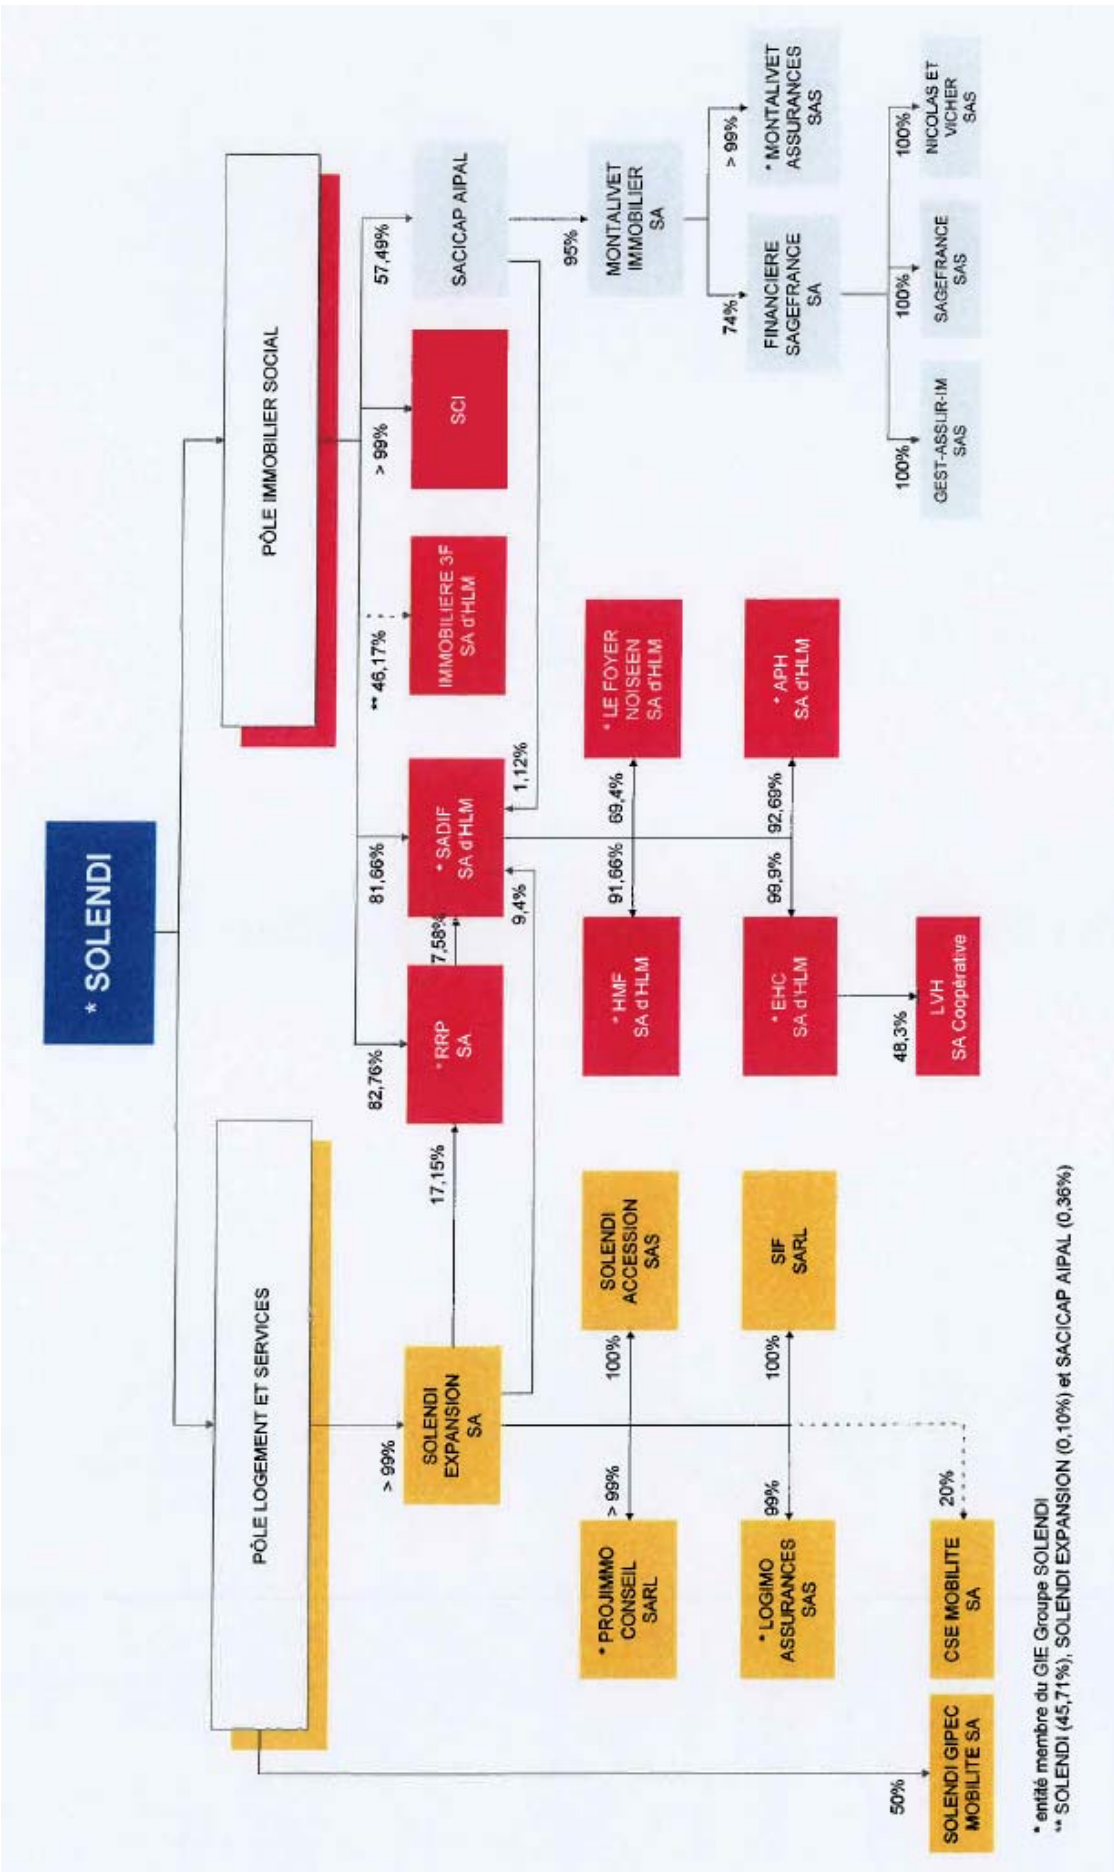 * SOLENDI
PÔLE LOGEMENT ET SERVICES
PÔLE IMMOBILIER SOCIAL
> 99%
82,76%
81,66%
** 46,17%
> 99%
57,49%
SOLENDI
EXPANSION
SA
17,15%
* RRP
SA
7,58%
* SADIF
SA d'HLM
IMMOBILIERE 3F
SA d'HLM
SCI
SACICAP AIPAL
9,4%
1,12%
95%
* PROJIMMO
CONSEIL
SARL
> 99%
100%
SOLENDI
ACCESSION
SAS
* HMF
SA d'HLM
91,66%
69,4%
* LE FOYER
NOISEEN
SA d'HLM
MONTALIVET
IMMOBILIER
SA
74%
> 99%
* LOGIMO
ASSURANCES
SAS
99%
100%
SIF
SARL
* EHC
SA d'HLM
99,9%
92,69%
* APH
SA d'HLM
FINANCIERE
SAGEFRANCE
SA
* MONTALIVET
ASSURANCES
SAS
50%
20%
48,3%
100%
100%
100%
SOLENDI GIPEC
MOBILITE SA
CSE MOBILITE
SA
LVH
SA Coopérative
GEST-ASSUR-IM
SAS
SAGEFRANCE
SAS
NICOLAS ET
VICHER
SAS
* entité membre du GIE Groupe SOLENDI
** SOLENDI (45,71%), SOLENDI EXPANSION (0,10%) et SACICAP AIPAL (0,36%)